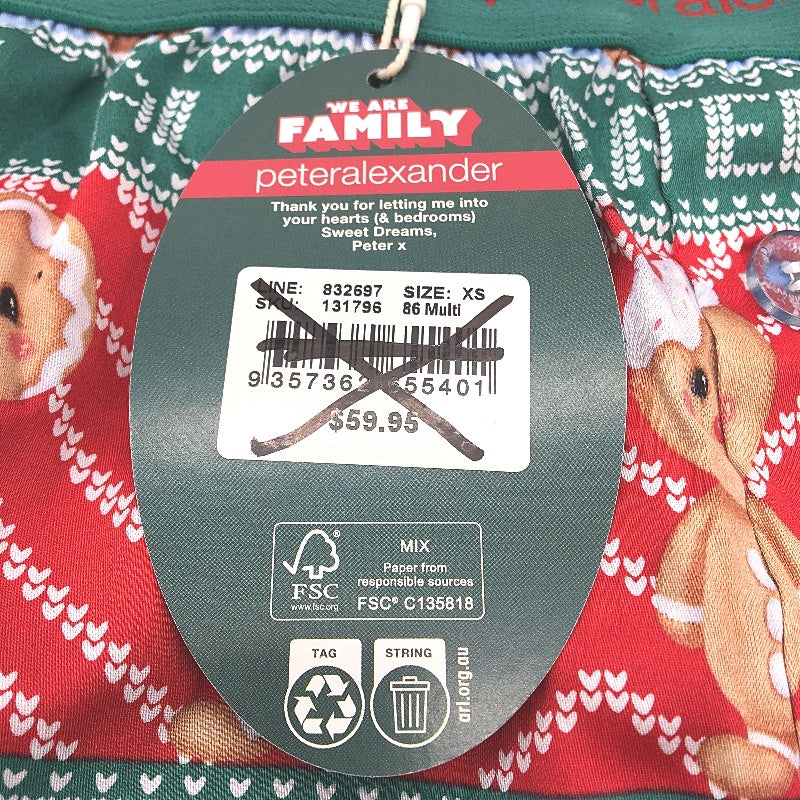 WE ARE
FAMILY
peteralexander
Thank you for letting me into
your hearts (& bedrooms)
Sweet Dreams,
Peter x
LINE: 832697 SIZE: XS
SKU: 131796 86 Multi
$59.95
MIX
Paper from
responsible sources
FSC® C135818
FSC
www.fsc.org
TAG
STRING
arl.org.au